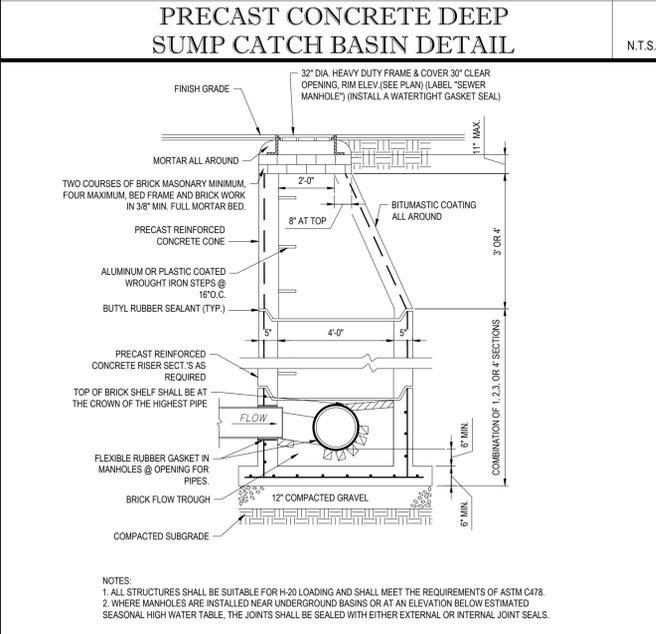 PRECAST CONCRETE DEEP
SUMP CATCH BASIN DETAIL
N.T.S.
32" DIA. HEAVY DUTY FRAME & COVER 30" CLEAR
OPENING, RIM ELEV.(SEE PLAN) (LABEL "SEWER
MANHOLE") (INSTALL A WATERTIGHT GASKET SEAL)
FINISH GRADE
11" MAX.
MORTAR ALL AROUND
TWO COURSES OF BRICK MASONARY MINIMUM,
FOUR MAXIMUM, BED FRAME AND BRICK WORK
IN 3/8" MIN. FULL MORTAR BED.
2'-0"
8" AT TOP
BITUMASTIC COATING
ALL AROUND
PRECAST REINFORCED
CONCRETE CONE
3' OR 4'
ALUMINUM OR PLASTIC COATED
WROUGHT IRON STEPS @
16"O.C.
BUTYL RUBBER SEALANT (TYP.)
5"
4'-0"
5"
PRECAST REINFORCED
CONCRETE RISER SECT.'S AS
REQUIRED
COMBINATION OF 1, 2,3, OR 4' SECTIONS
TOP OF BRICK SHELF SHALL BE AT
THE CROWN OF THE HIGHEST PIPE
FLOW
6" MIN.
FLEXIBLE RUBBER GASKET IN
MANHOLES @ OPENING FOR
PIPES.
BRICK FLOW TROUGH
12" COMPACTED GRAVEL
6" MIN.
COMPACTED SUBGRADE
NOTES:
1. ALL STRUCTURES SHALL BE SUITABLE FOR H-20 LOADING AND SHALL MEET THE REQUIREMENTS OF ASTM C478.
2. WHERE MANHOLES ARE INSTALLED NEAR UNDERGROUND BASINS OR AT AN ELEVATION BELOW ESTIMATED
SEASONAL HIGH WATER TABLE, THE JOINTS SHALL BE SEALED WITH EITHER EXTERNAL OR INTERNAL JOINT SEALS.